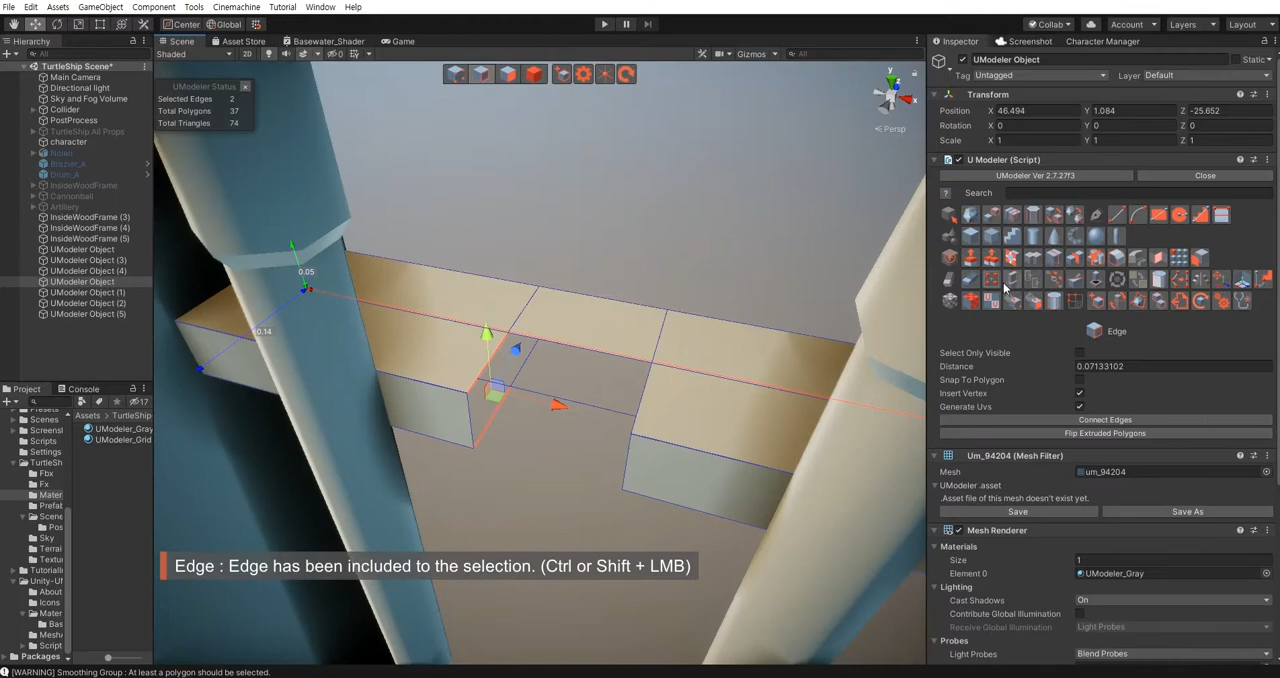 File Edit Assets GameObject Component Tools Cinemachine Tutorial Window Help
Center Global Collab Account Layers Layout
Hierarchy Scene Asset Store Basewater_Shader Game Inspector Screenshot Character Manager
All Shaded 2D 0 Gizmos All
UModeler Object Static
Tag Untagged Layer Default
TurtleShip Scene*
Main Camera
Directional light
Sky and Fog Volume
Collider
PostProcess
TurtleShip All Props
character
Nolan
Brazier_A
Drum_A
InsideWoodFrame
Cannonball
Artillery
InsideWoodFrame (3)
InsideWoodFrame (4)
InsideWoodFrame (5)
UModeler Object
UModeler Object (3)
UModeler Object (4)
UModeler Object
UModeler Object (1)
UModeler Object (2)
UModeler Object (5)
UModeler Status
Selected Edges 2
Total Polygons 37
Total Triangles 74
y
x
Persp
0.05
0.14
Edge : Edge has been included to the selection. (Ctrl or Shift + LMB)
Transform
Position X 46.494 Y 1.084 Z -25.652
Rotation X 0 Y 0 Z 0
Scale X 1 Y 1 Z 1
U Modeler (Script)
UModeler Ver 2.7.27f3 Close
Search
Edge
Select Only Visible
Distance 0.07133102
Snap To Polygon
Insert Vertex
Generate Uvs
Connect Edges
Flip Extruded Polygons
Um_94204 (Mesh Filter)
Mesh um_94204
UModeler .asset
.Asset file of this mesh doesn't exist yet.
Save Save As
Mesh Renderer
Materials
Size 1
Element 0 UModeler_Gray
Lighting
Cast Shadows On
Contribute Global Illumination
Receive Global Illumination Light Probes
Probes
Light Probes Blend Probes
Project Console
17
Assets TurtleShip
UModeler_Gray
UModeler_Grid
Scenes
Screensh
Scripts
Settings
TurtleSh
Fbx
Fx
Mater
Prefab
Scene
Pos
Sky
Terrai
Textur
Tutorialin
Unity-UM
About
Icons
Mater
Bas
Mesh
Script
Packages
[WARNING] Smoothing Group : At least a polygon should be selected.